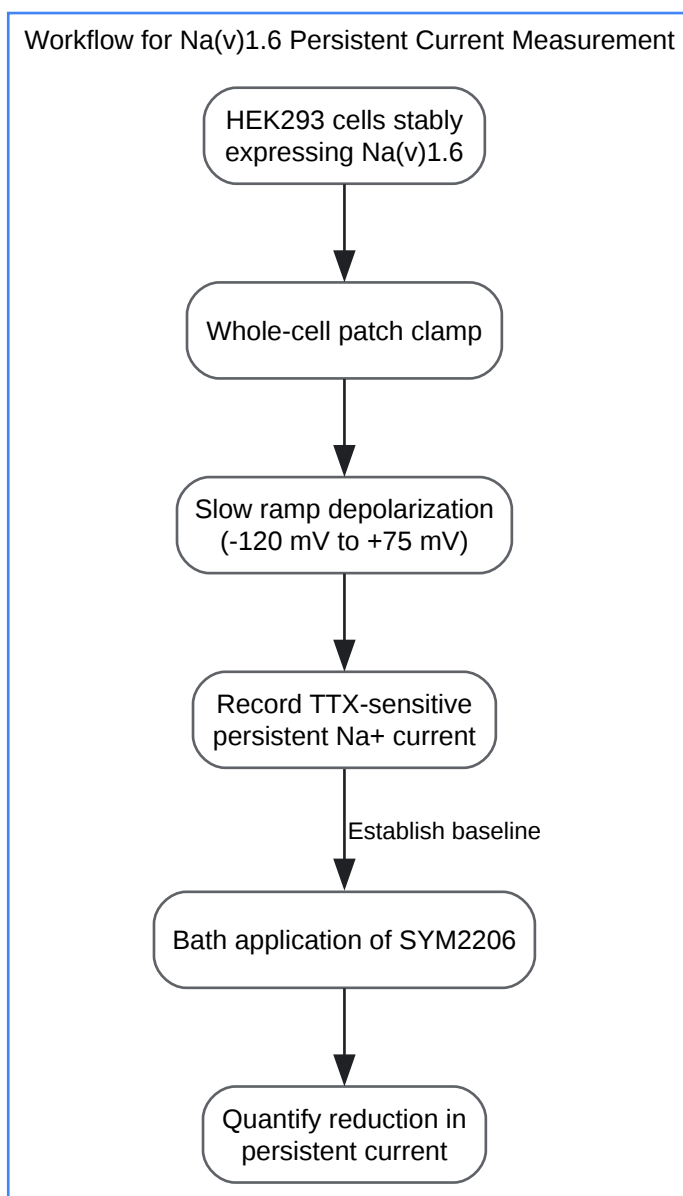 Workflow for Na(v)1.6 Persistent Current Measurement
HEK293 cells stably
expressing Na(v)1.6
Whole-cell patch clamp
Slow ramp depolarization
(-120 mV to +75 mV)
Record TTX-sensitive
persistent Na+ current
Establish baseline
Bath application of SYM2206
Quantify reduction in
persistent current